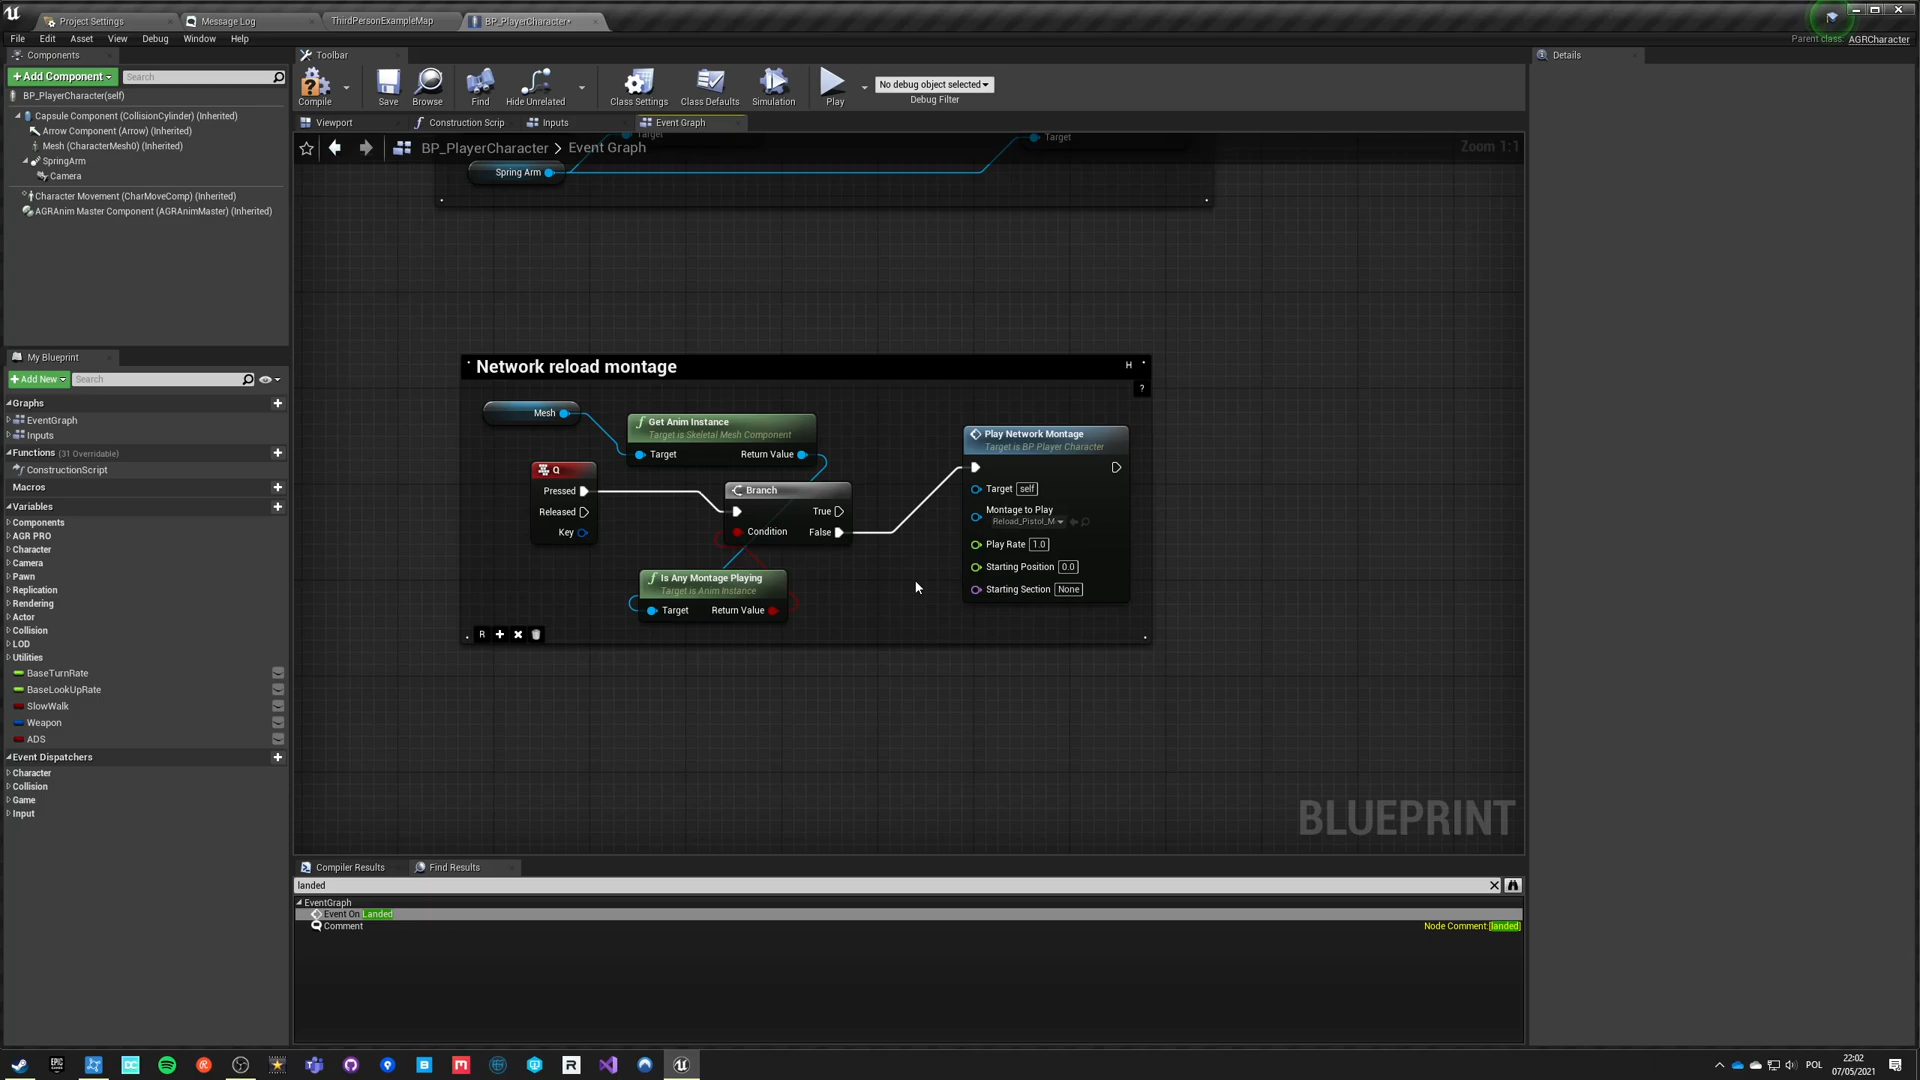 Project Settings
Message Log
ThirdPersonExampleMap
BP_PlayerCharacter*
File Edit Asset View Debug Window Help
Parent class: AGRCharacter
Components
+Add Component
Search
BP_PlayerCharacter(self)
Capsule Component (CollisionCylinder) (Inherited)
Arrow Component (Arrow) (Inherited)
Mesh (CharacterMesh0) (Inherited)
SpringArm
Camera
Character Movement (CharMoveComp) (Inherited)
AGRAnim Master Component (AGRAnimMaster) (Inherited)
My Blueprint
+Add New
Search
Graphs
EventGraph
Inputs
Functions (31 Overridable)
ConstructionScript
Macros
Variables
Components
AGR PRO
Character
Camera
Pawn
Replication
Rendering
Actor
Collision
LOD
Utilities
BaseTurnRate
BaseLookUpRate
SlowWalk
Weapon
ADS
Event Dispatchers
Character
Collision
Game
Input
Toolbar
Compile
Save
Browse
Find
Hide Unrelated
Class Settings
Class Defaults
Simulation
Play
No debug object selected
Debug Filter
Viewport
Construction Scrip
Inputs
Event Graph
BP_PlayerCharacter > Event Graph
Zoom 1:1
Target
Target
Spring Arm
Network reload montage
H
?
Mesh
Get Anim Instance
Target is Skeletal Mesh Component
Target
Return Value
Q
Pressed
Released
Key
Branch
True
Condition
False
Is Any Montage Playing
Target is Anim Instance
Target
Return Value
R
Play Network Montage
Target is BP Player Character
Target self
Montage to Play
Reload_Pistol_M
Play Rate 1.0
Starting Position 0.0
Starting Section None
BLUEPRINT
Compiler Results
Find Results
landed
EventGraph
Event On Landed
Comment
Node Comment:[landed]
Details
POL
22:02
07/05/2021